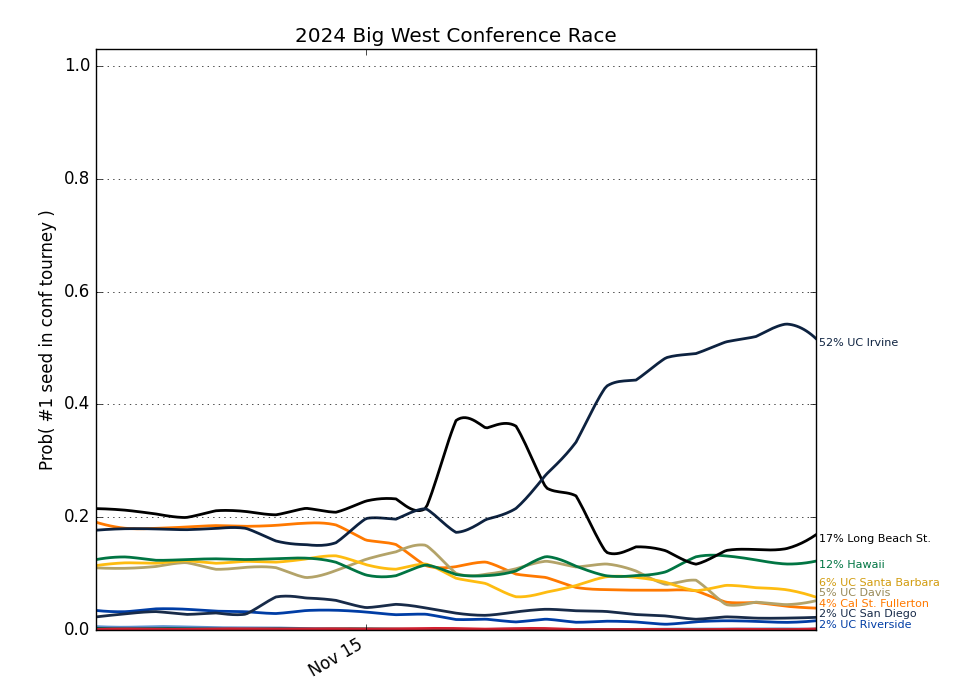 2024 Big West Conference Race
Prob( #1 seed in conf tourney )
1.0
0.8
0.6
0.4
0.2
0.0
Nov 15
52% UC Irvine
17% Long Beach St.
12% Hawaii
6% UC Santa Barbara
5% UC Davis
4% Cal St. Fullerton
2% UC San Diego
2% UC Riverside